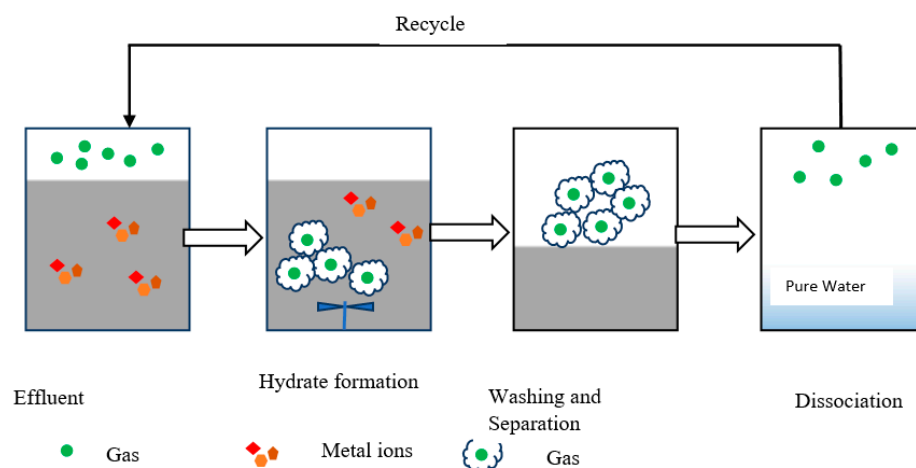 Recycle
Pure Water
Effluent
Hydrate formation
Washing and
Separation
Dissociation
Gas
Metal ions
Gas